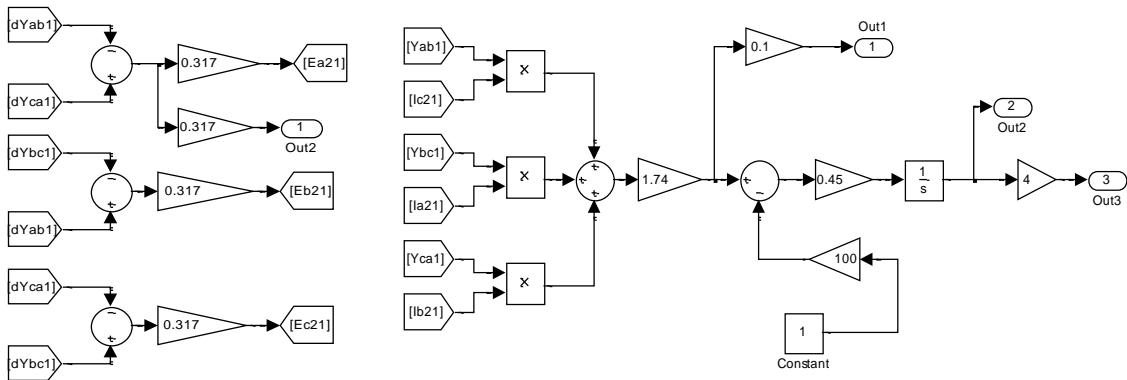 [dYab1]
-
+
[dYca1]
0.317
[Ea21]
0.317
1
Out2
[dYbc1]
-
+
[dYab1]
0.317
[Eb21]
[dYca1]
-
+
[dYbc1]
0.317
[Ec21]
[Yab1]
[Ic21]
x
[Ybc1]
[Ia21]
x
[Yca1]
[Ib21]
x
+
+
+
1.74
0.1
Out1
1
+
-
0.45
1
s
2
Out2
4
3
Out3
100
1
Constant